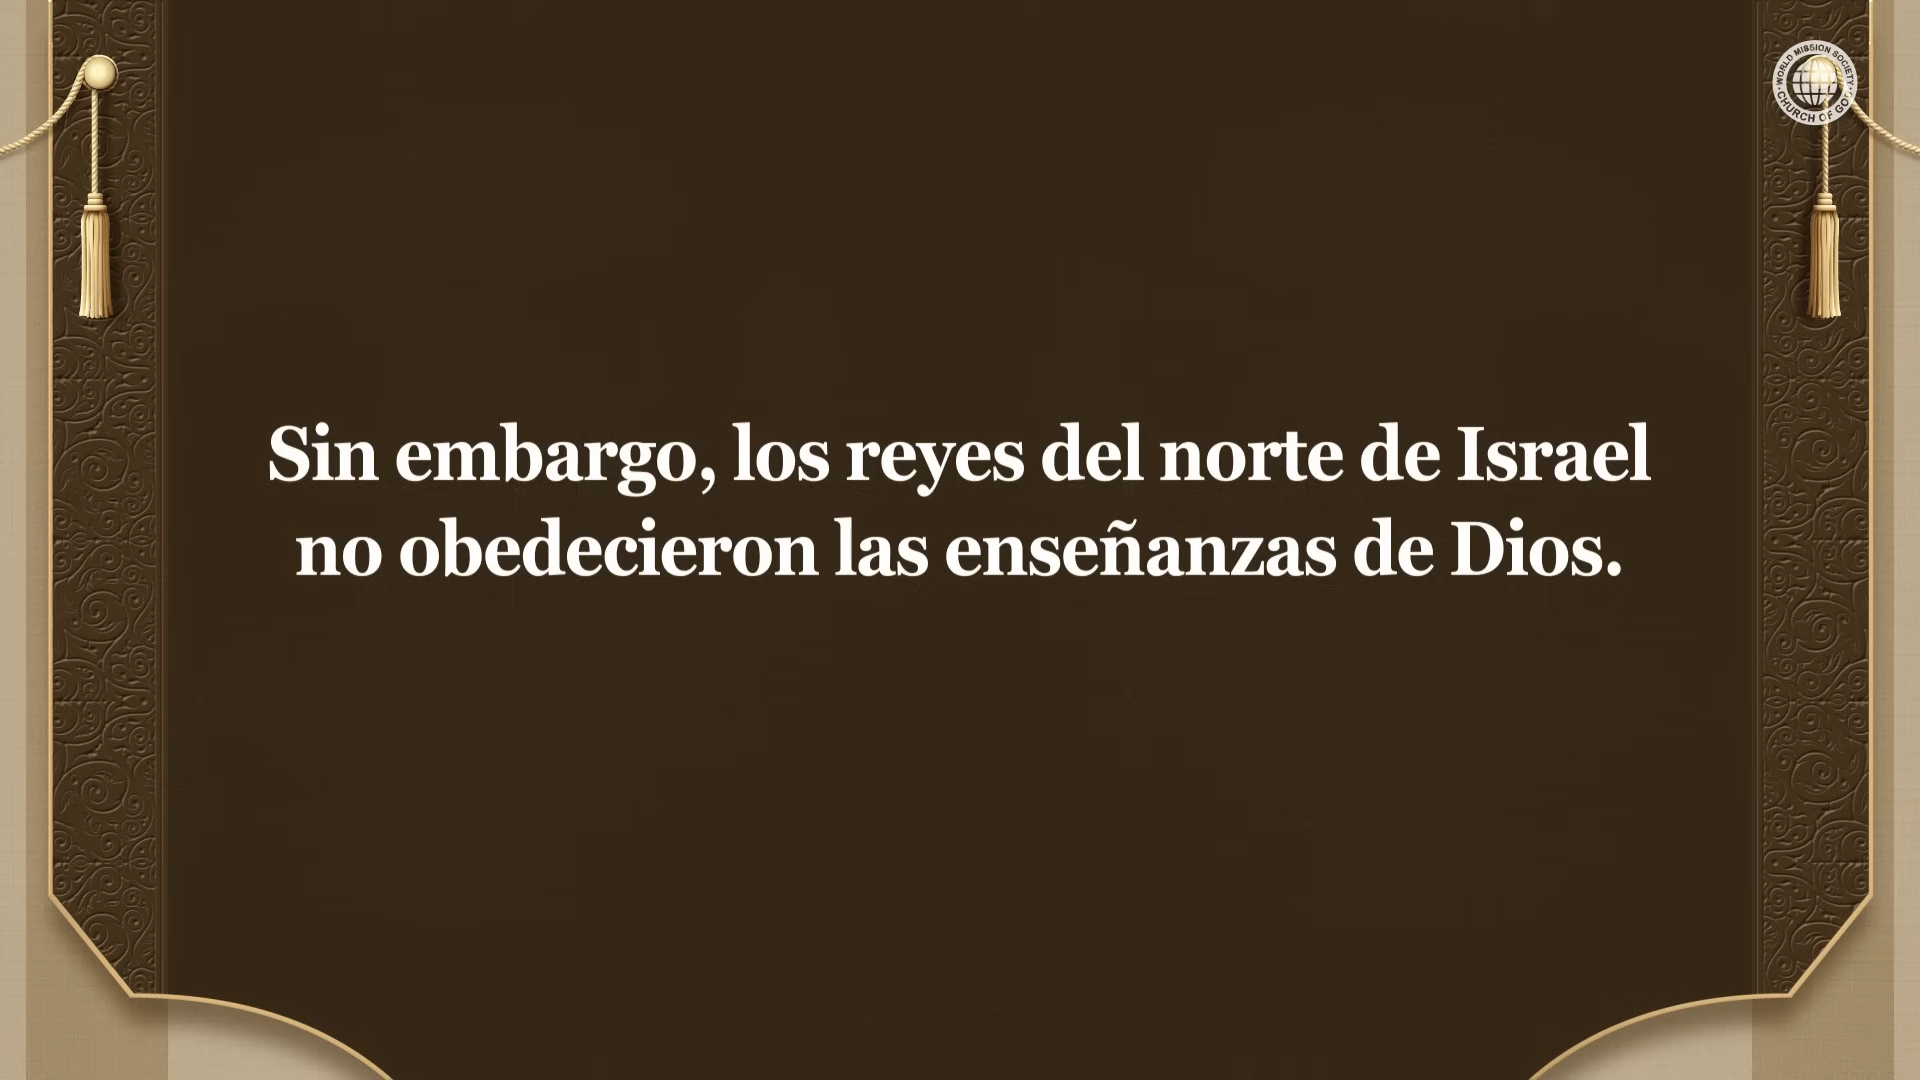 WORLD MISSION SOCIETY
CHURCH OF GOD
Sin embargo, los reyes del norte de Israel
no obedecieron las enseñanzas de Dios.